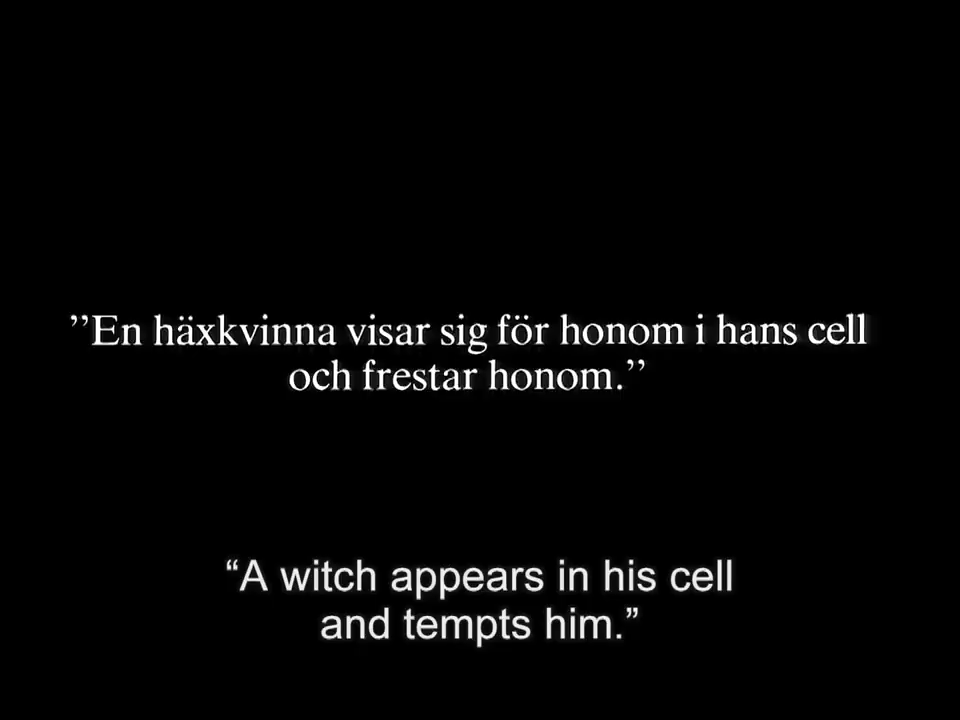 ”En häxkvinna visar sig för honom i hans cell
och frestar honom.”
“A witch appears in his cell
and tempts him.”